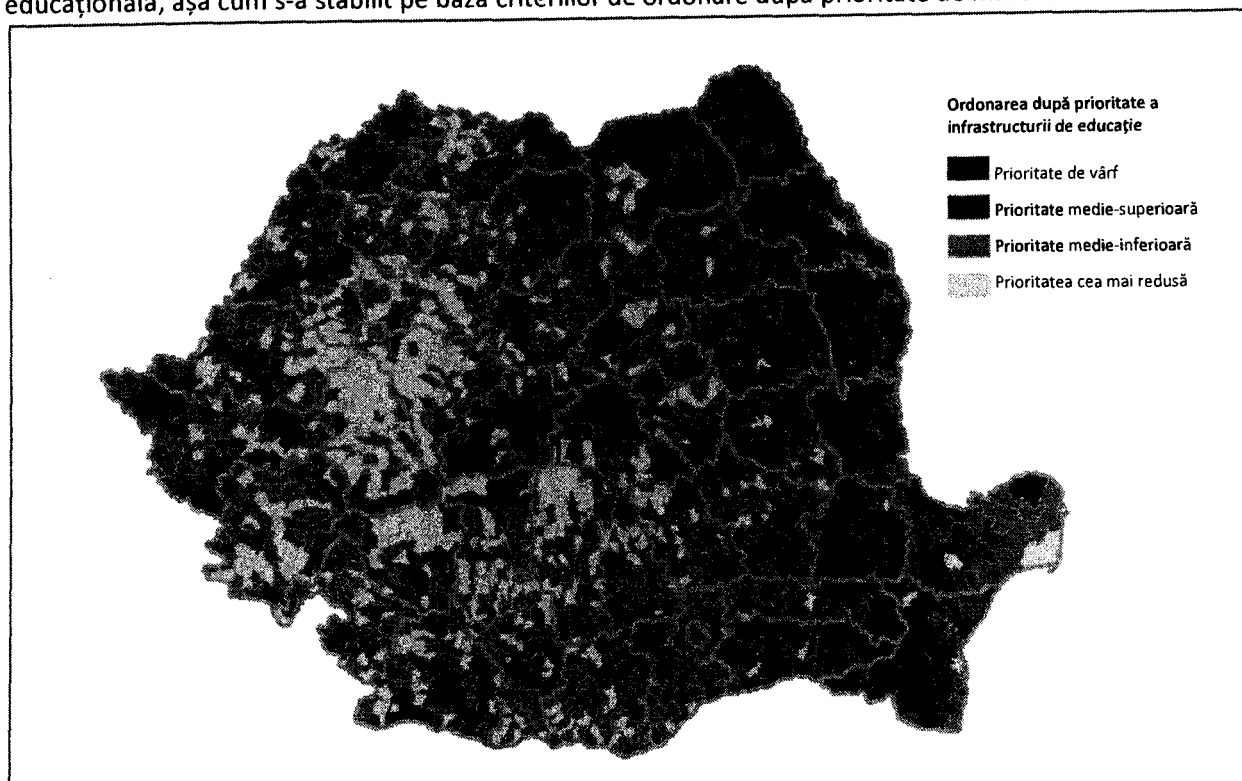 educațională, așa cum s-a stabilit pe baza criteriilor de ordonare după prioritate de
Ordonarea după prioritate a
infrastructurii de educație
Prioritate de vârf
Prioritate medie-superioară
Prioritate medie-inferioară
Prioritatea cea mai redusă